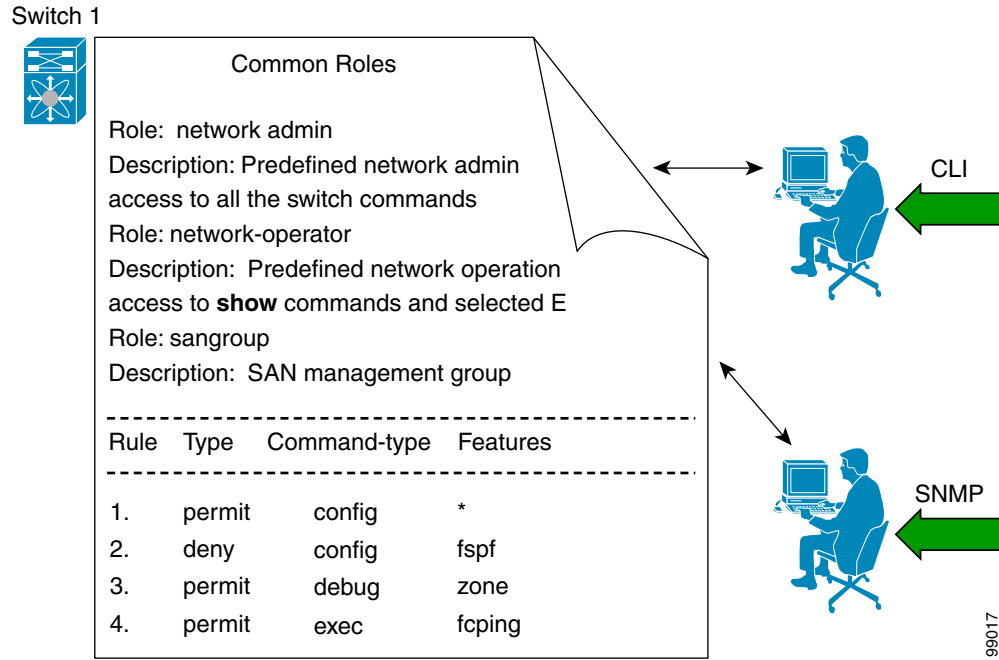 Switch 1
Common Roles
Role: network admin
Description: Predefined network admin
access to all the switch commands
Role: network-operator
Description: Predefined network operation
access to show commands and selected E
Role: sangroup
Description: SAN management group
Rule Type Command-type Features
1. permit config *
2. deny config fspf
3. permit debug zone
4. permit exec fcping
CLI
SNMP
99017